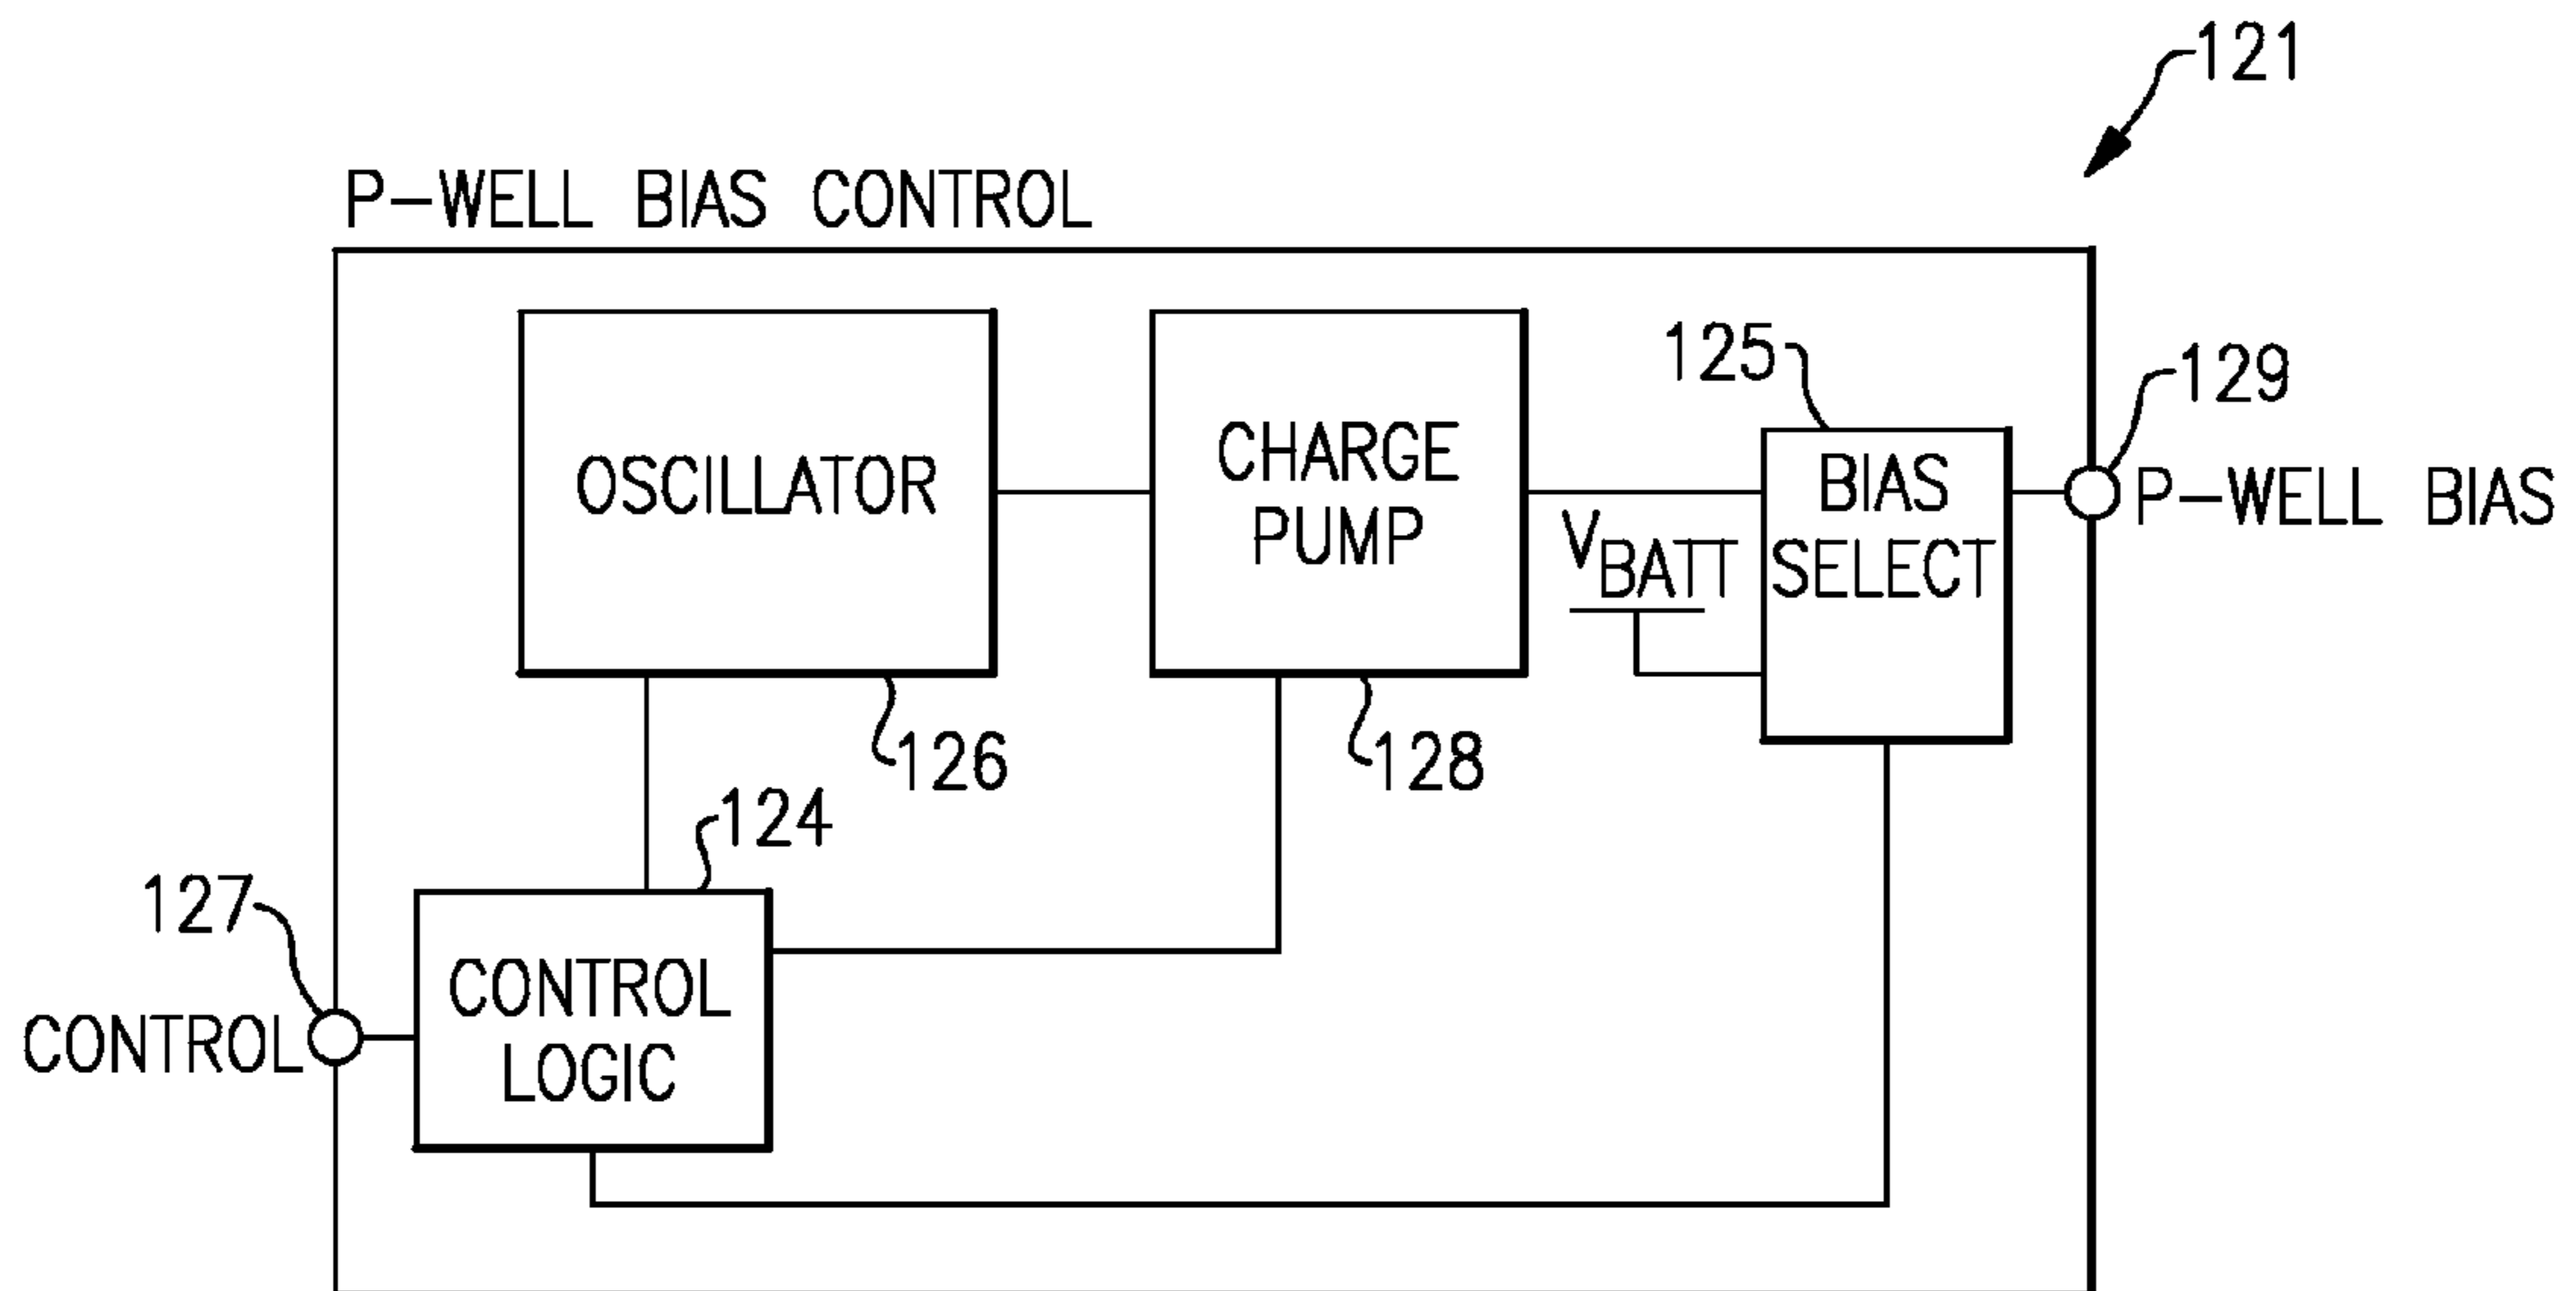 121
P-WELL BIAS CONTROL
OSCILLATOR
CHARGE
PUMP
125
BIAS
SELECT
129
P-WELL BIAS
VBATT
126
128
124
127
CONTROL
CONTROL
LOGIC